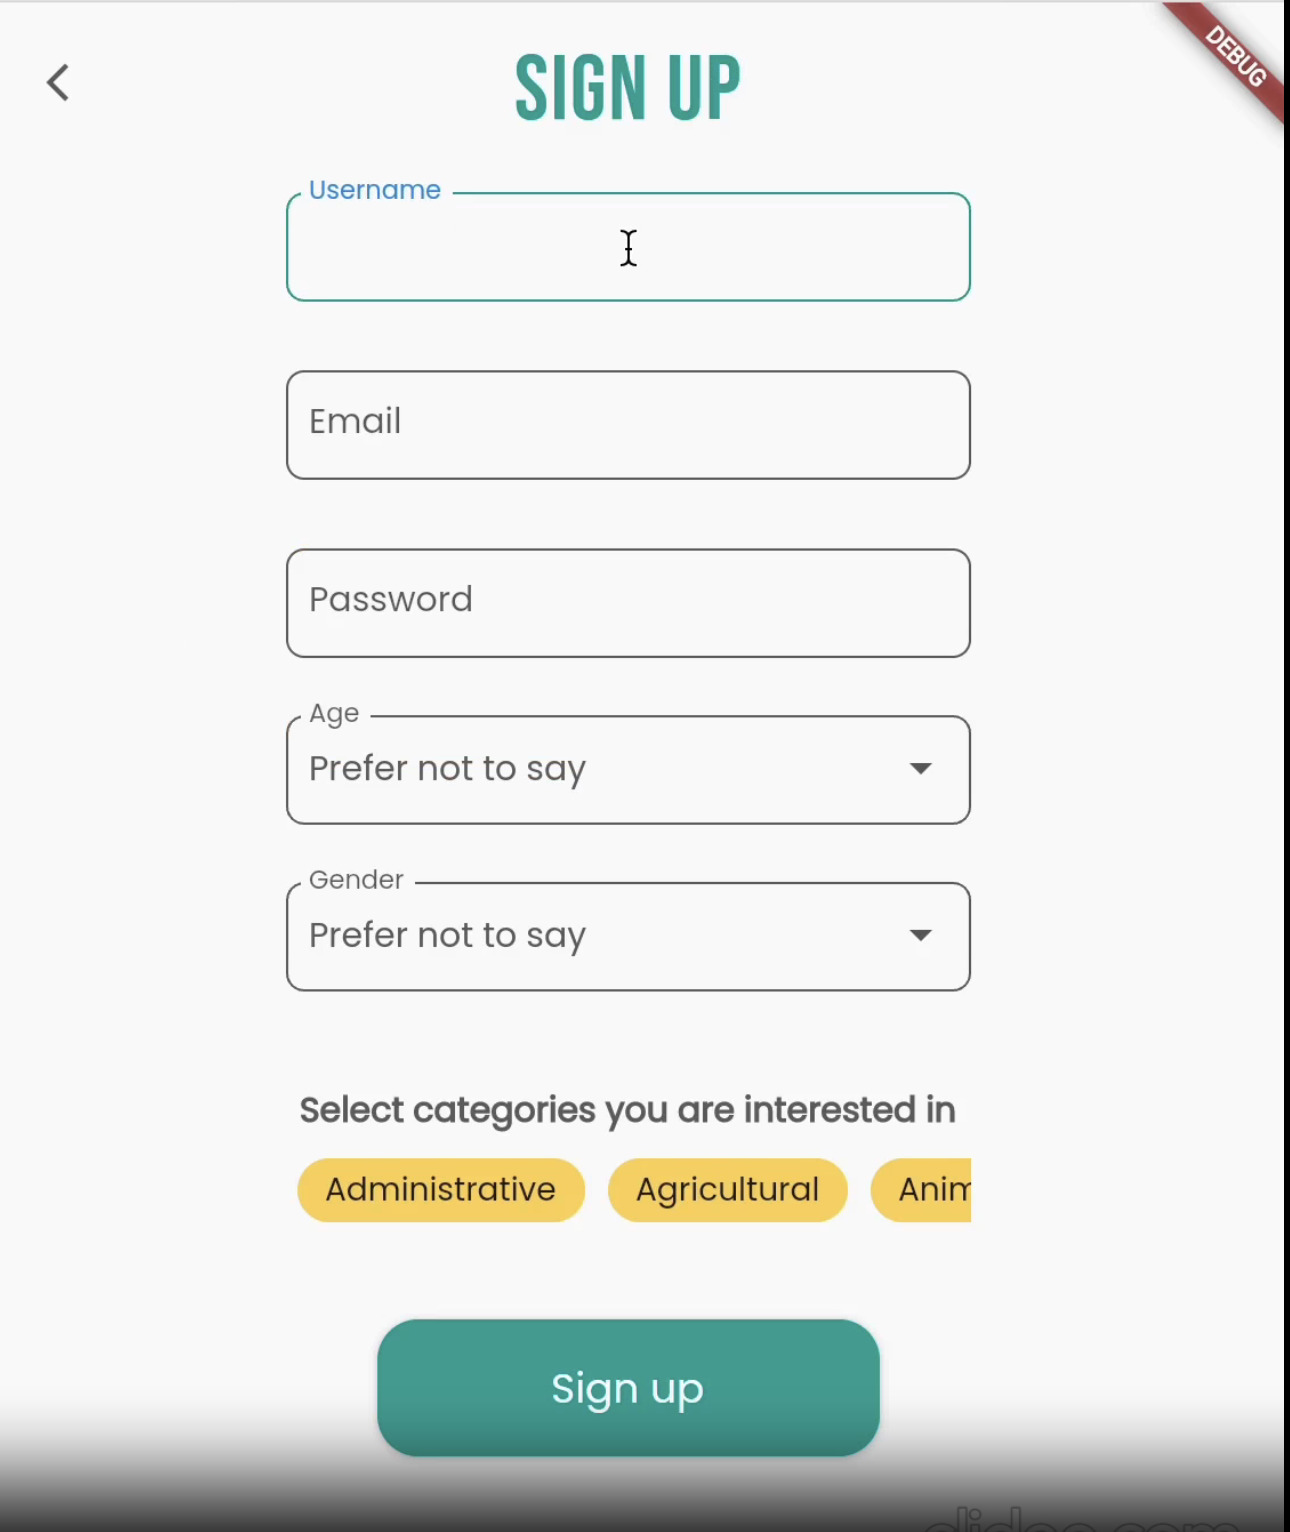 SIGN UP
DEBUG
Username
Email
Password
Age
Prefer not to say
Gender
Prefer not to say
Select categories you are interested in
Administrative Agricultural Anim
Sign up